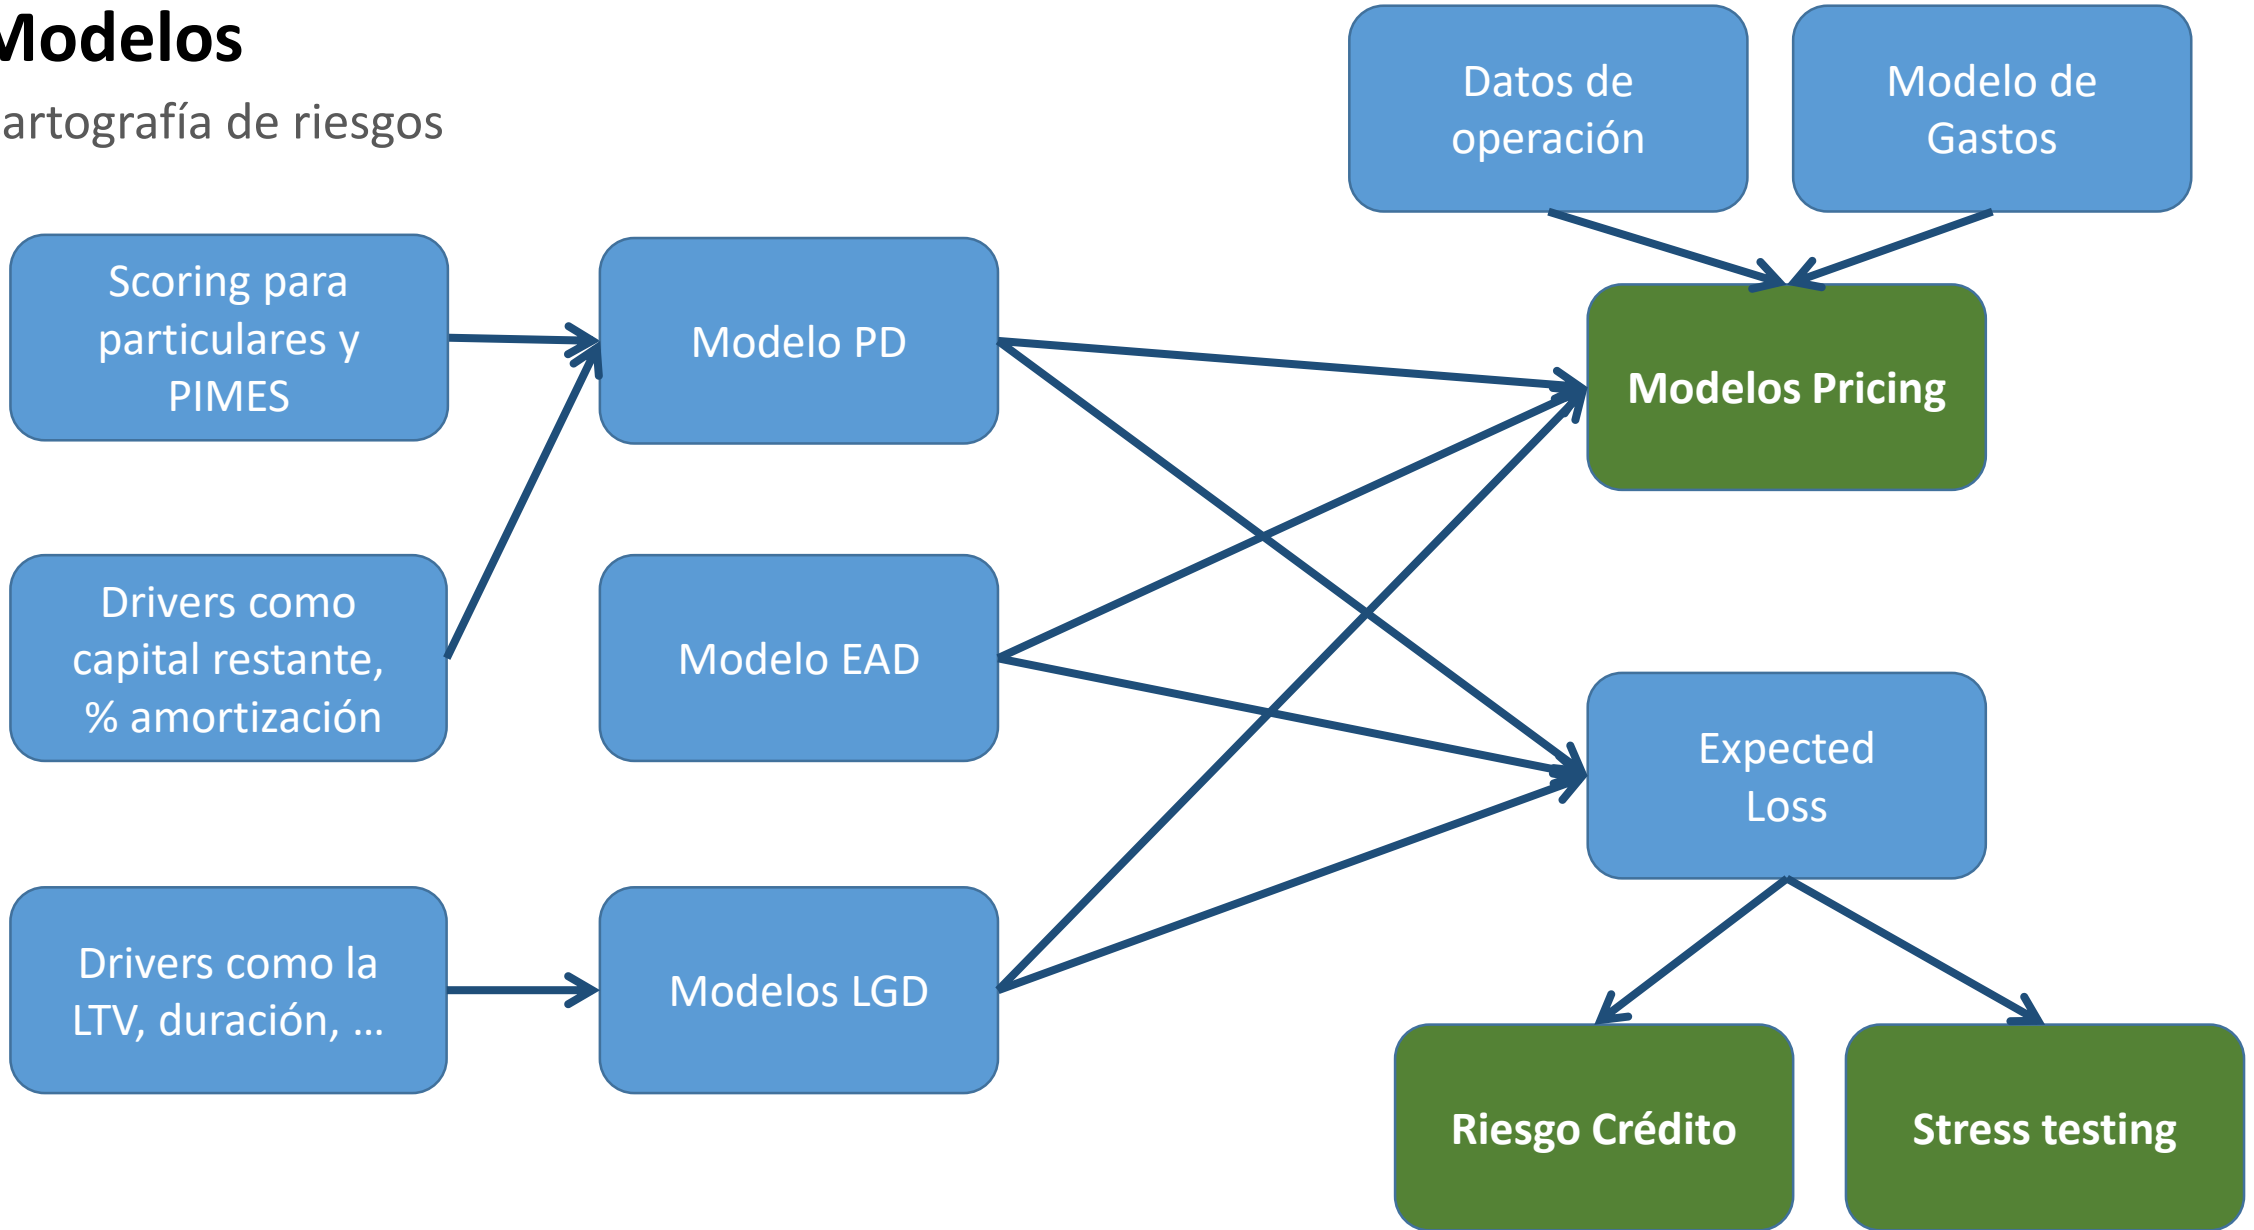 Modelos
artografía de riesgos
Datos de
operación
Modelo de
Gastos
Scoring para
particulares y
PIMES
Modelo PD
Modelos Pricing
Drivers como
capital restante,
% amortización
Modelo EAD
Expected
Loss
Drivers como la
LTV, duración, ...
Modelos LGD
Riesgo Crédito
Stress testing